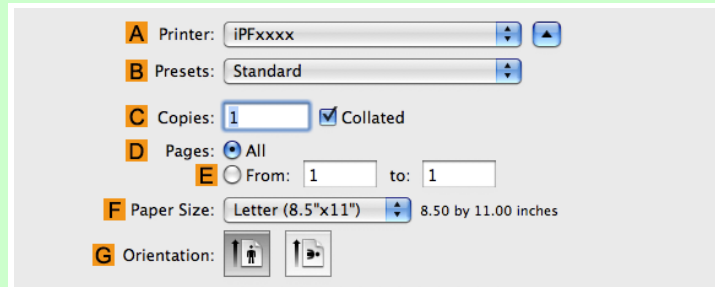 A Printer: iPFxxxx
B Presets: Standard
C Copies: 1 Collated
D Pages: All
E From: 1 to: 1
F Paper Size: Letter (8.5"x11") 8.50 by 11.00 inches
G Orientation: